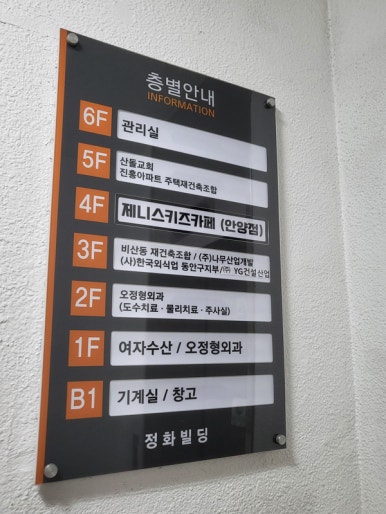 층별안내
INFORMATION
6F 관리실
5F 산돌교회
진흥아파트 주택재건축조합
4F 제니스키즈카페 (안양점)
3F 비산동 재건축조합 / (주)나무산업개발
(사)한국외식업 동안구지부/㈜ YG건설산업
2F 오정형외과
(도수치료 · 물리치료 · 주사실)
1F 여자수산 / 오정형외과
B1 기계실 / 창고
정화빌딩